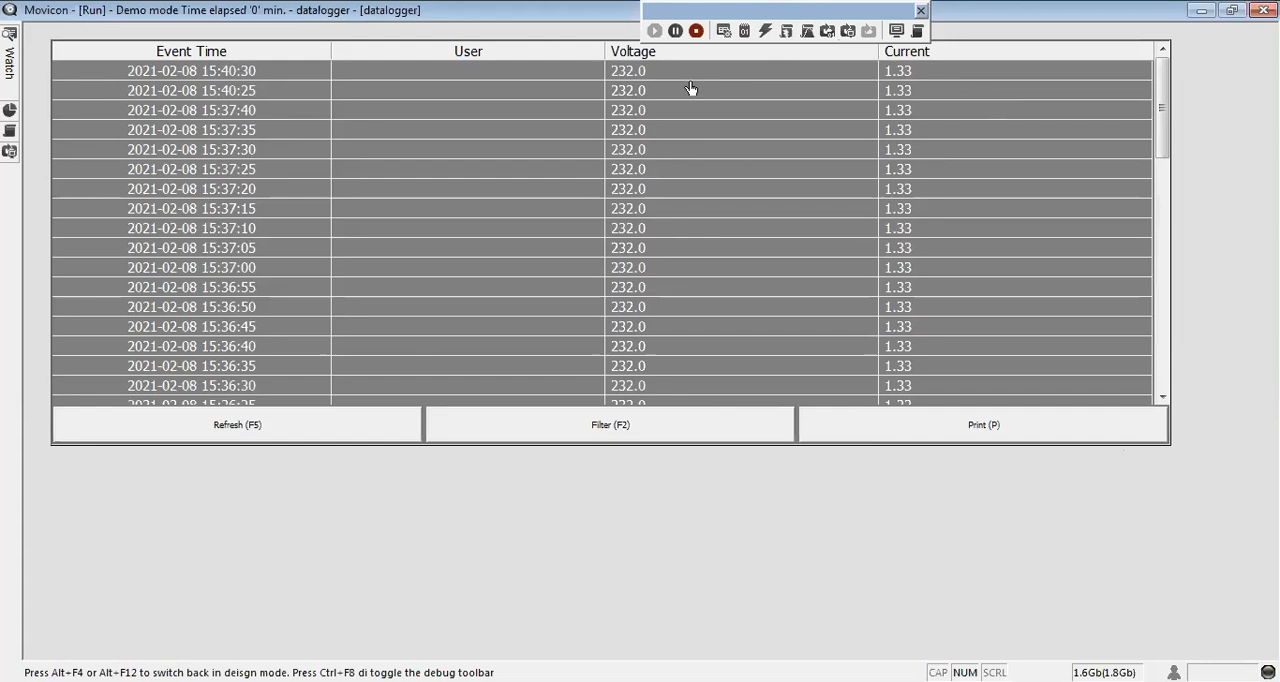 Movicon - [Run] - Demo mode Time elapsed '0' min. - datalogger - [datalogger]
Watch
Event Time User Voltage Current
2021-02-08 15:40:30 232.0 1.33
2021-02-08 15:40:25 232.0 1.33
2021-02-08 15:37:40 232.0 1.33
2021-02-08 15:37:35 232.0 1.33
2021-02-08 15:37:30 232.0 1.33
2021-02-08 15:37:25 232.0 1.33
2021-02-08 15:37:20 232.0 1.33
2021-02-08 15:37:15 232.0 1.33
2021-02-08 15:37:10 232.0 1.33
2021-02-08 15:37:05 232.0 1.33
2021-02-08 15:37:00 232.0 1.33
2021-02-08 15:36:55 232.0 1.33
2021-02-08 15:36:50 232.0 1.33
2021-02-08 15:36:45 232.0 1.33
2021-02-08 15:36:40 232.0 1.33
2021-02-08 15:36:35 232.0 1.33
2021-02-08 15:36:30 232.0 1.33
Refresh (F5) Filter (F2) Print (P)
Press Alt+F4 or Alt+F12 to switch back in deisgn mode. Press Ctrl+F8 di toggle the debug toolbar CAP NUM SCRL 1.6Gb(1.8Gb)